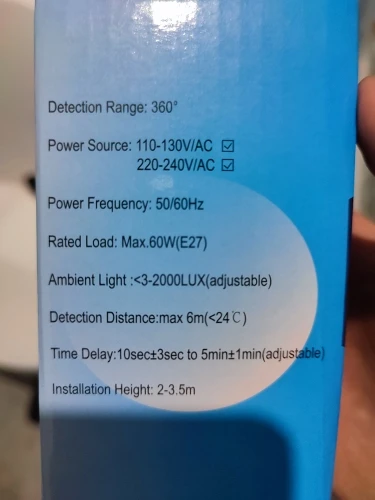 Detection Range: 360°
Power Source: 110-130V/AC ☑
220-240V/AC ☑
Power Frequency: 50/60Hz
Rated Load: Max.60W(E27)
Ambient Light :<3-2000LUX(adjustable)
Detection Distance:max 6m(<24℃)
Time Delay:10sec±3sec to 5min±1min(adjustable)
Installation Height: 2-3.5m